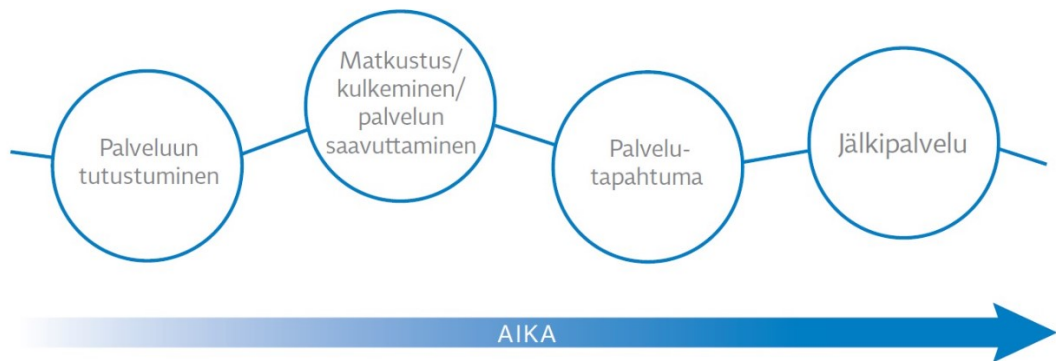 Palveluun
tutustuminen
Matkustus/
kulkeminen/
palvelun
saavuttaminen
Palvelu-
tapahtuma
Jälkipalvelu
AIKA